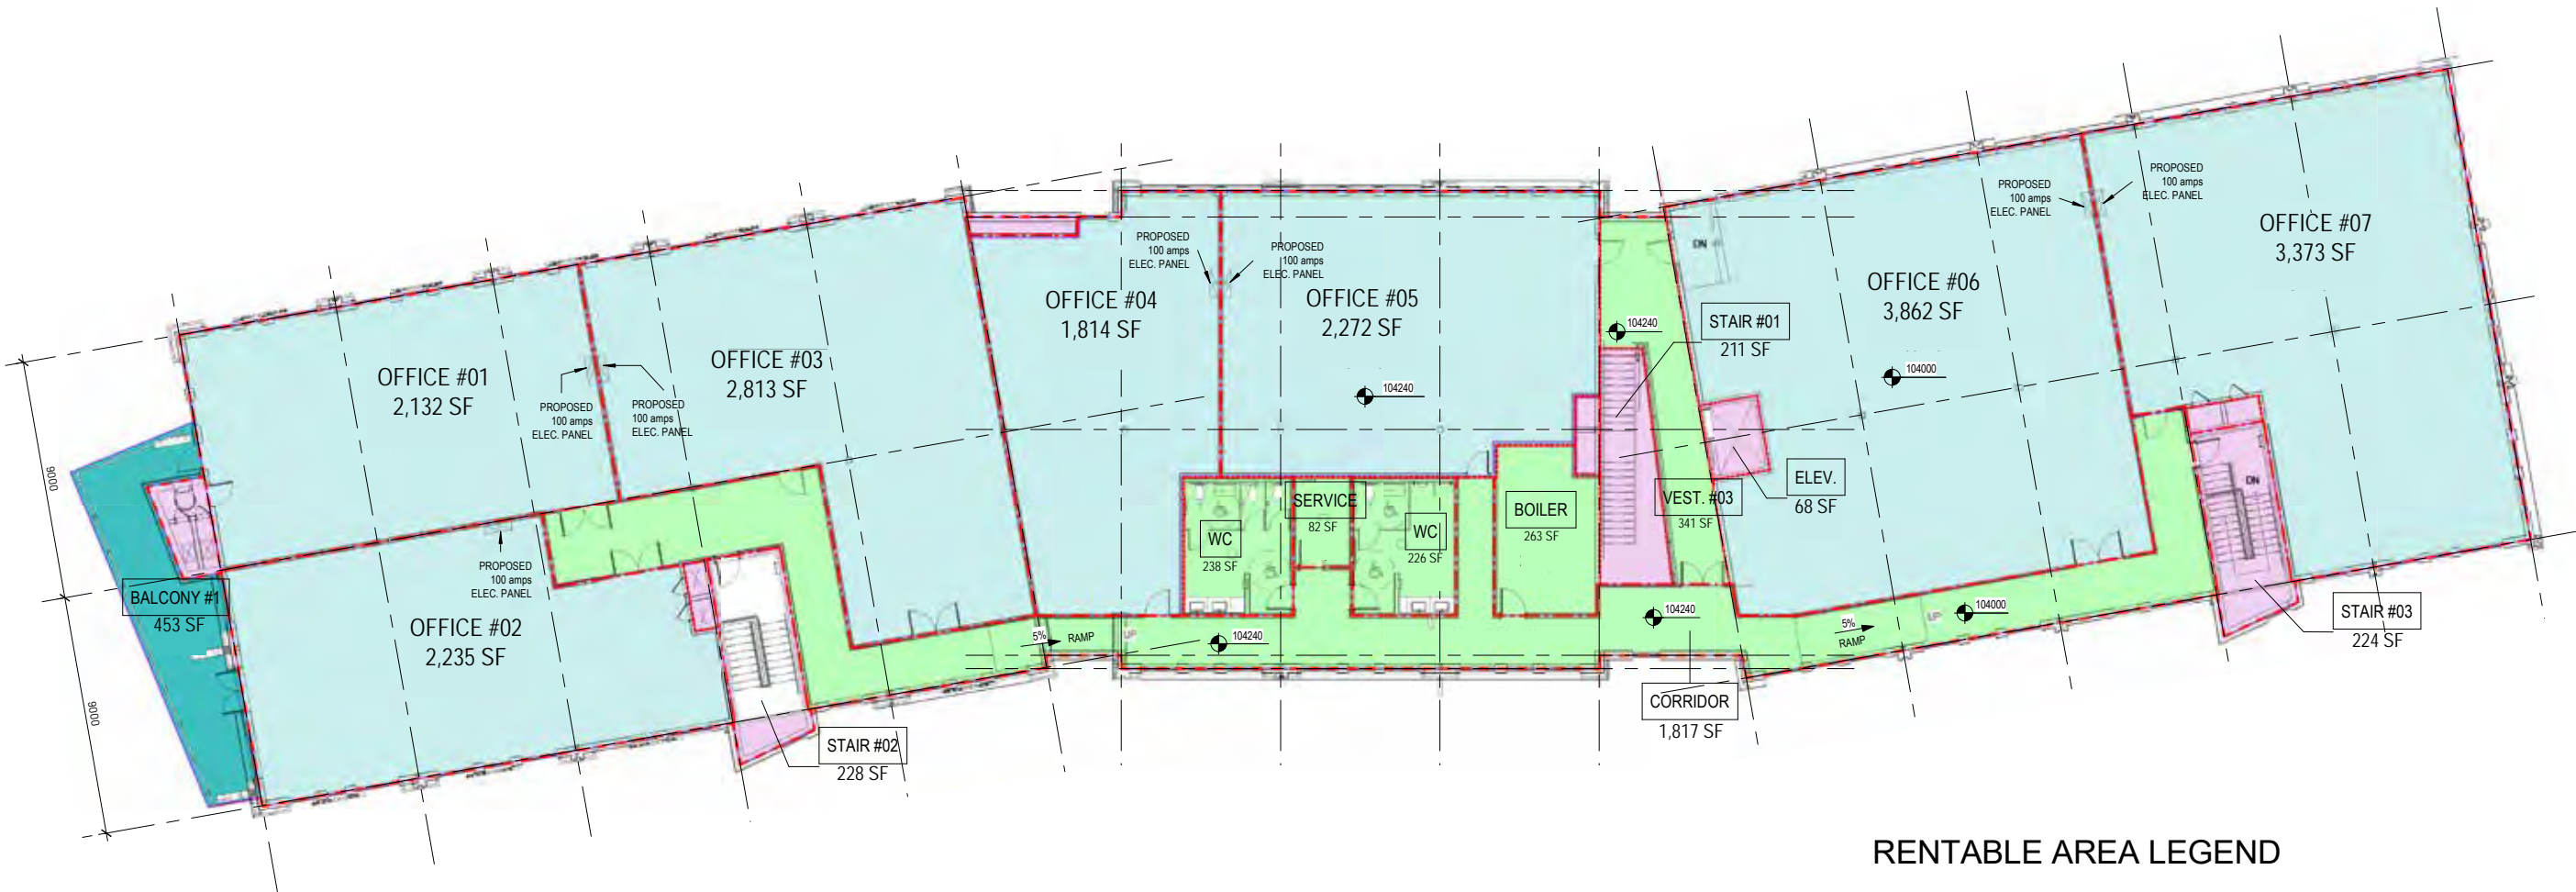 OFFICE #01
2,132 SF
OFFICE #03
2,813 SF
OFFICE #04
1,814 SF
OFFICE #05
2,272 SF
OFFICE #06
3,862 SF
OFFICE #07
3,373 SF
OFFICE #02
2,235 SF
PROPOSED
100 amps
ELEC. PANEL
PROPOSED
100 amps
ELEC. PANEL
PROPOSED
100 amps
ELEC. PANEL
PROPOSED
100 amps
ELEC. PANEL
PROPOSED
100 amps
ELEC. PANEL
PROPOSED
100 amps
ELEC. PANEL
PROPOSED
100 amps
ELEC. PANEL
104240
104240
104000
104240
104240
104000
STAIR #01
211 SF
ELEV.
68 SF
VEST. #03
341 SF
BOILER
263 SF
SERVICE
82 SF
WC
238 SF
WC
226 SF
BALCONY #1
453 SF
STAIR #02
228 SF
STAIR #03
224 SF
CORRIDOR
1,817 SF
5%
RAMP
UP
5%
RAMP
UP
DN
DN
9000
9000
RENTABLE AREA LEGEND